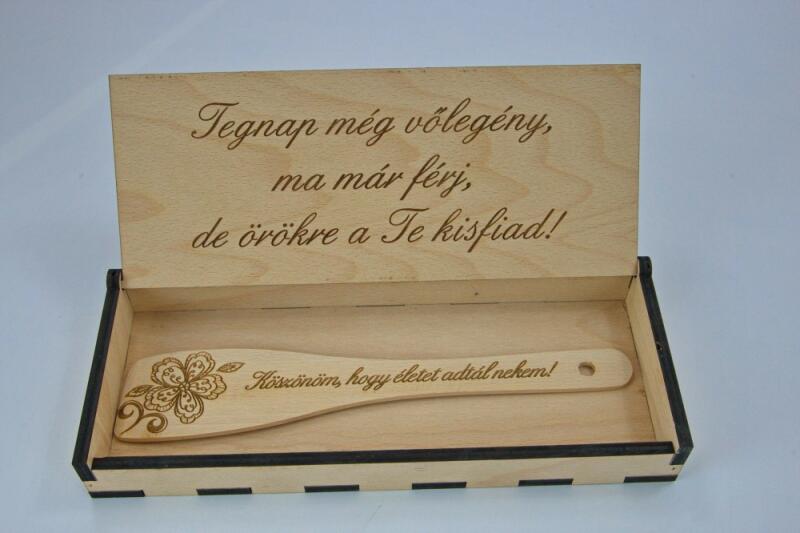 Tegnap még vőlegény,
ma már férj,
de örökre a Te kisfiad!
Köszönöm, hogy életet adtál nekem!